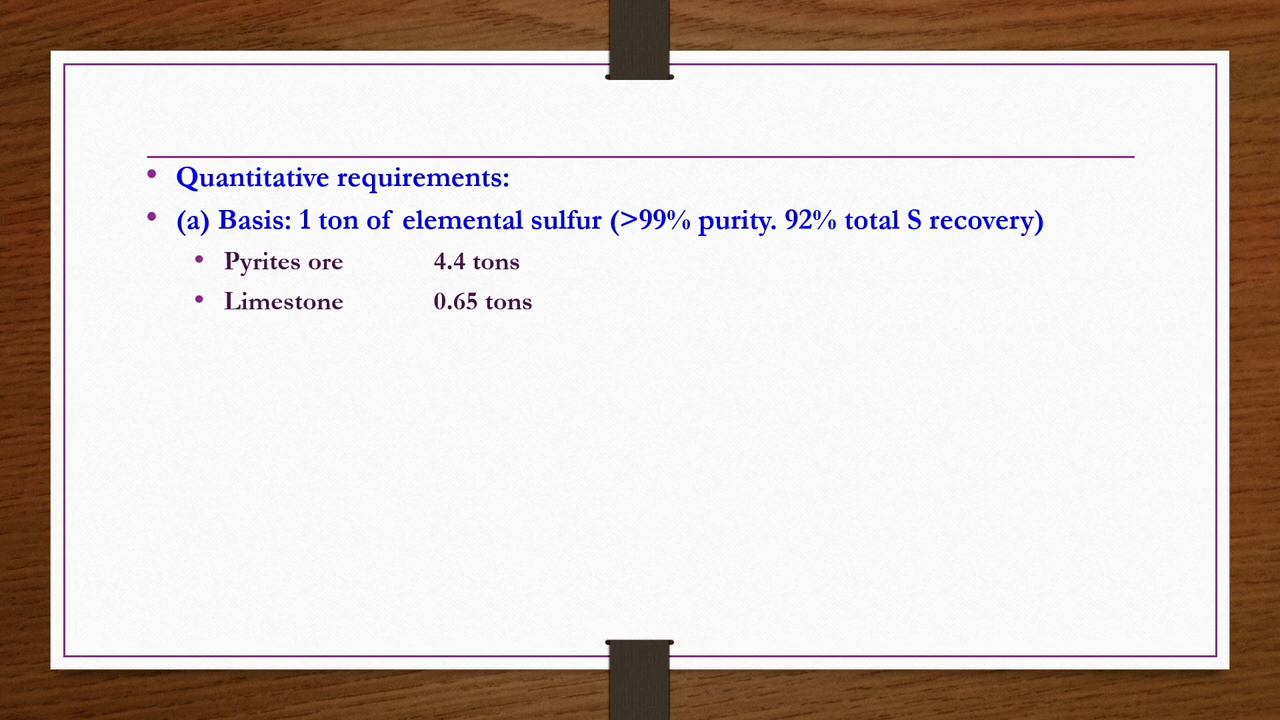 Quantitative requirements:
(a) Basis: 1 ton of elemental sulfur (>99% purity. 92% total S recovery)
Pyrites ore 4.4 tons
Limestone 0.65 tons